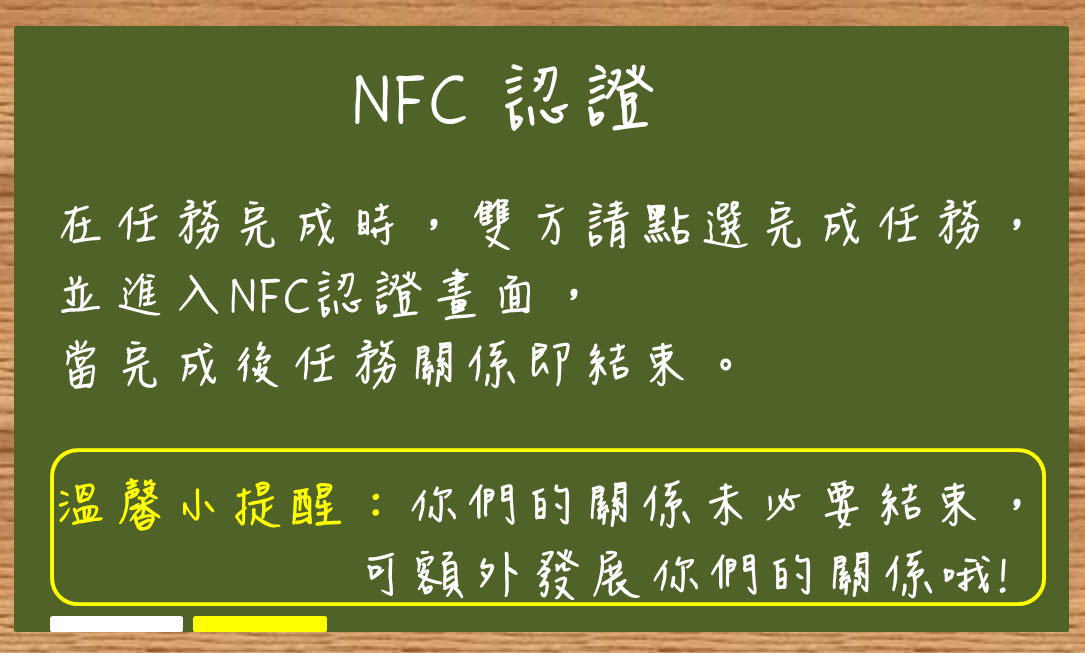 NFC 認證
在任務完成時，雙方請點選完成任務，
並進入NFC認證畫面，
當完成後任務關係即結束。
溫馨小提醒：你們的關係未必要結束，
可額外發展你們的關係哦!